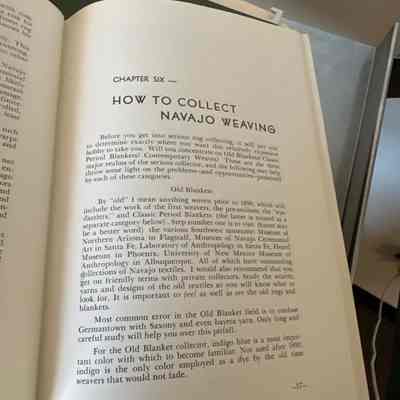 CHAPTER SIX —
HOW TO COLLECT
NAVAJO WEAVING
Before you get into serious rug collecting, it will pay you
to determine exactly where you want this relatively expensive
hobby to take you. Will you concentrate on Old Blankets? Classic
Period Blankets? Contemporary Weaves? These are the three
major realms of the serious collector, and the following may help
throw some light on the problems—and opportunities—presented
by each of these categories.
Old Blankets
By "old" I mean anything woven prior to 1890, which will
include the work of the first weavers, the pre-
and Classic Period Blankets (the latter is treated as a
separate category below). Step number one is to visit
be a better word) the various Southwest museums: Museum of
Northern Arizona in Flagstaff, Museum of Navajo Ceremonial
Art in Santa Fe, Laboratory of Anthropology in Santa Fe, Heard
Museum in Phoenix, University of New Mexico Museum of
Anthropology in Albuquerque. All of which have outstanding
collections of Navajo textiles. I would also recommend that you
get on friendly terms with private collectors. Study the
yarns and designs of the old textiles so you will know what to
look for. It is important to feel as well as see the old rugs and
blankets.
Most common error in the Old Blanket field is to confuse
Germantown with Saxony and even bayeta yarn. Only long and
careful study will help you over this pitfall.
For the Old Blanket collector, indigo blue is a most impor-
tant color with which to become familiar. Not used after
indigo is the only color employed as a dye by the old time
weavers that would not fade.